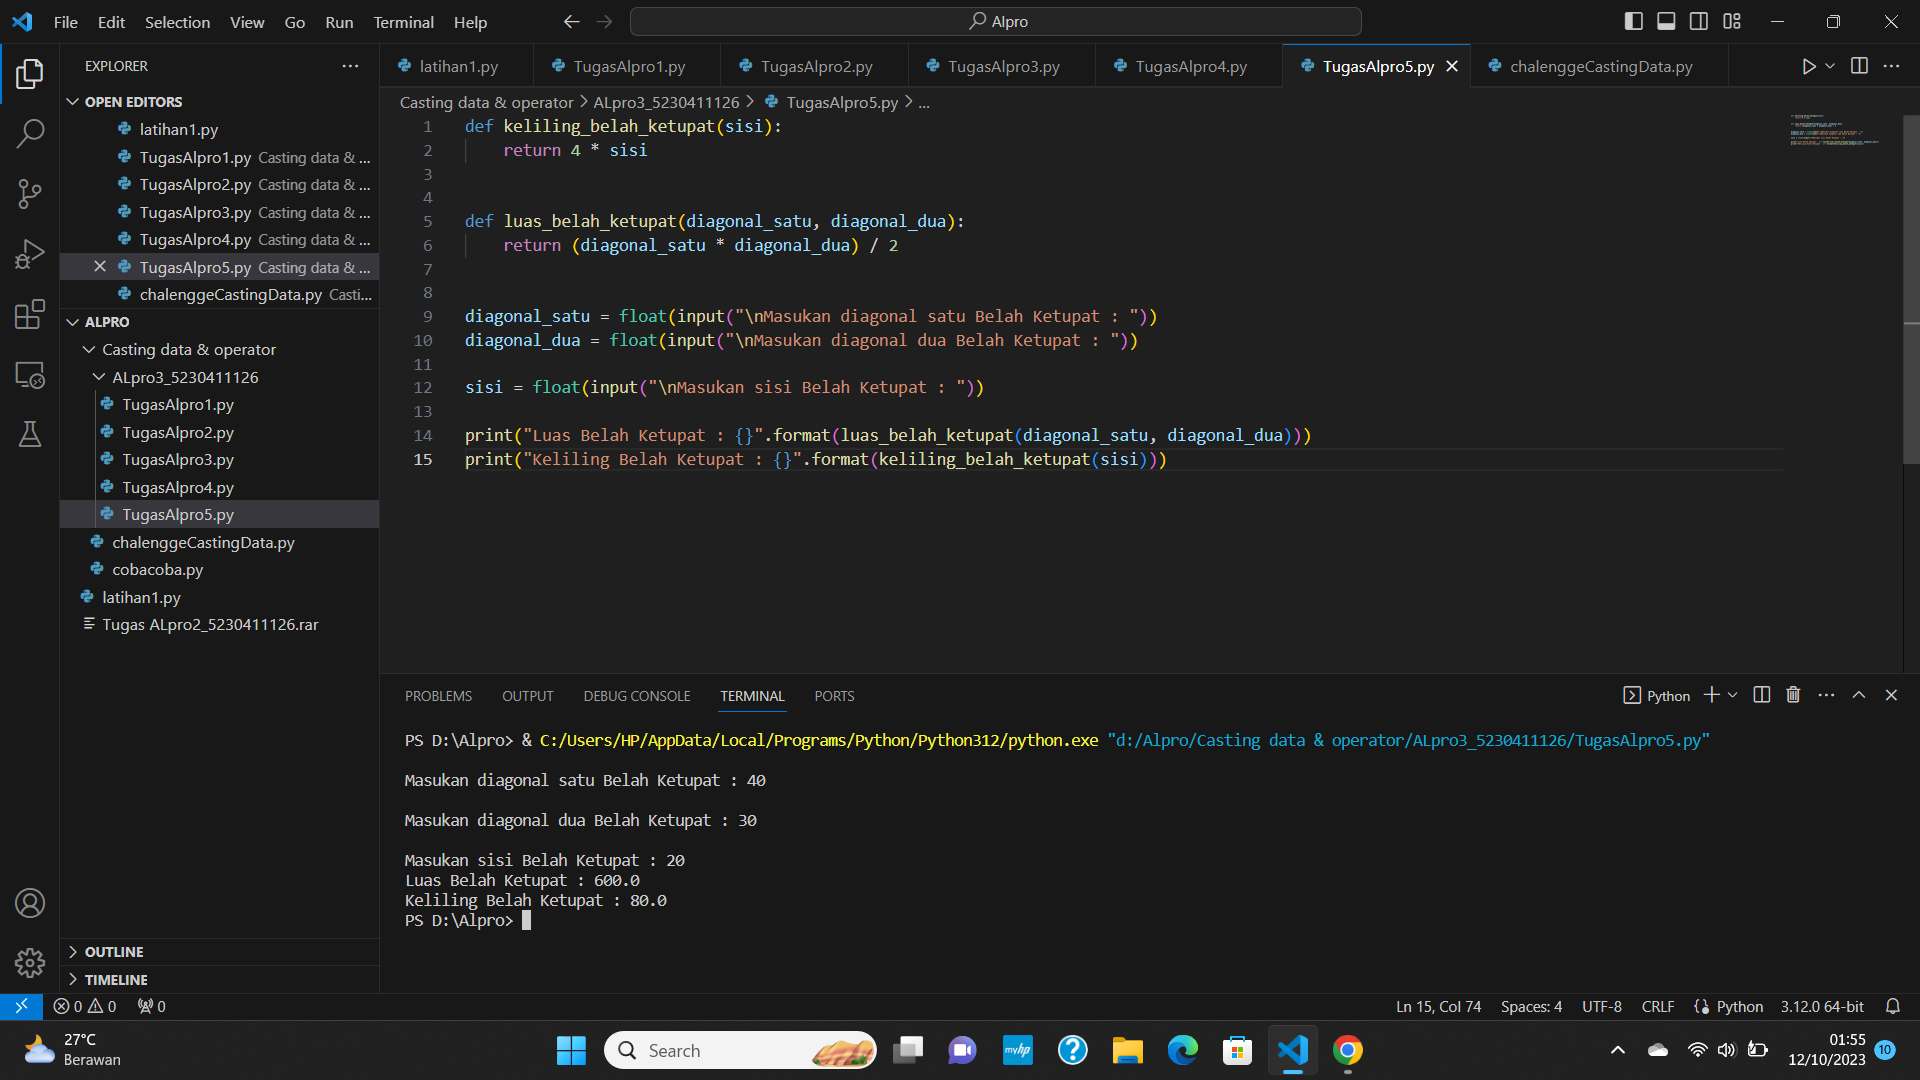 File Edit Selection View Go Run Terminal Help
Alpro
EXPLORER
OPEN EDITORS
latihan1.py
TugasAlpro1.py Casting data & ...
TugasAlpro2.py Casting data & ...
TugasAlpro3.py Casting data & ...
TugasAlpro4.py Casting data & ...
TugasAlpro5.py Casting data & ...
chalenggeCastingData.py Casti...
ALPRO
Casting data & operator
ALpro3_5230411126
TugasAlpro1.py
TugasAlpro2.py
TugasAlpro3.py
TugasAlpro4.py
TugasAlpro5.py
chalenggeCastingData.py
cobacoba.py
latihan1.py
Tugas ALpro2_5230411126.rar
OUTLINE
TIMELINE
latihan1.py TugasAlpro1.py TugasAlpro2.py TugasAlpro3.py TugasAlpro4.py TugasAlpro5.py chalenggeCastingData.py
Casting data & operator > ALpro3_5230411126 > TugasAlpro5.py > ...
1 def keliling_belah_ketupat(sisi):
2     return 4 * sisi
3
4
5 def luas_belah_ketupat(diagonal_satu, diagonal_dua):
6     return (diagonal_satu * diagonal_dua) / 2
7
8
9 diagonal_satu = float(input("\nMasukan diagonal satu Belah Ketupat : "))
10 diagonal_dua = float(input("\nMasukan diagonal dua Belah Ketupat : "))
11
12 sisi = float(input("\nMasukan sisi Belah Ketupat : "))
13
14 print("Luas Belah Ketupat : {}".format(luas_belah_ketupat(diagonal_satu, diagonal_dua)))
15 print("Keliling Belah Ketupat : {}".format(keliling_belah_ketupat(sisi)))
PROBLEMS OUTPUT DEBUG CONSOLE TERMINAL PORTS
Python
PS D:\Alpro> & C:/Users/HP/AppData/Local/Programs/Python/Python312/python.exe "d:/Alpro/Casting data & operator/ALpro3_5230411126/TugasAlpro5.py"
Masukan diagonal satu Belah Ketupat : 40
Masukan diagonal dua Belah Ketupat : 30
Masukan sisi Belah Ketupat : 20
Luas Belah Ketupat : 600.0
Keliling Belah Ketupat : 80.0
PS D:\Alpro>
0 0 0
Ln 15, Col 74 Spaces: 4 UTF-8 CRLF Python 3.12.0 64-bit
27°C
Berawan
Search
myhp
01:55
12/10/2023
10